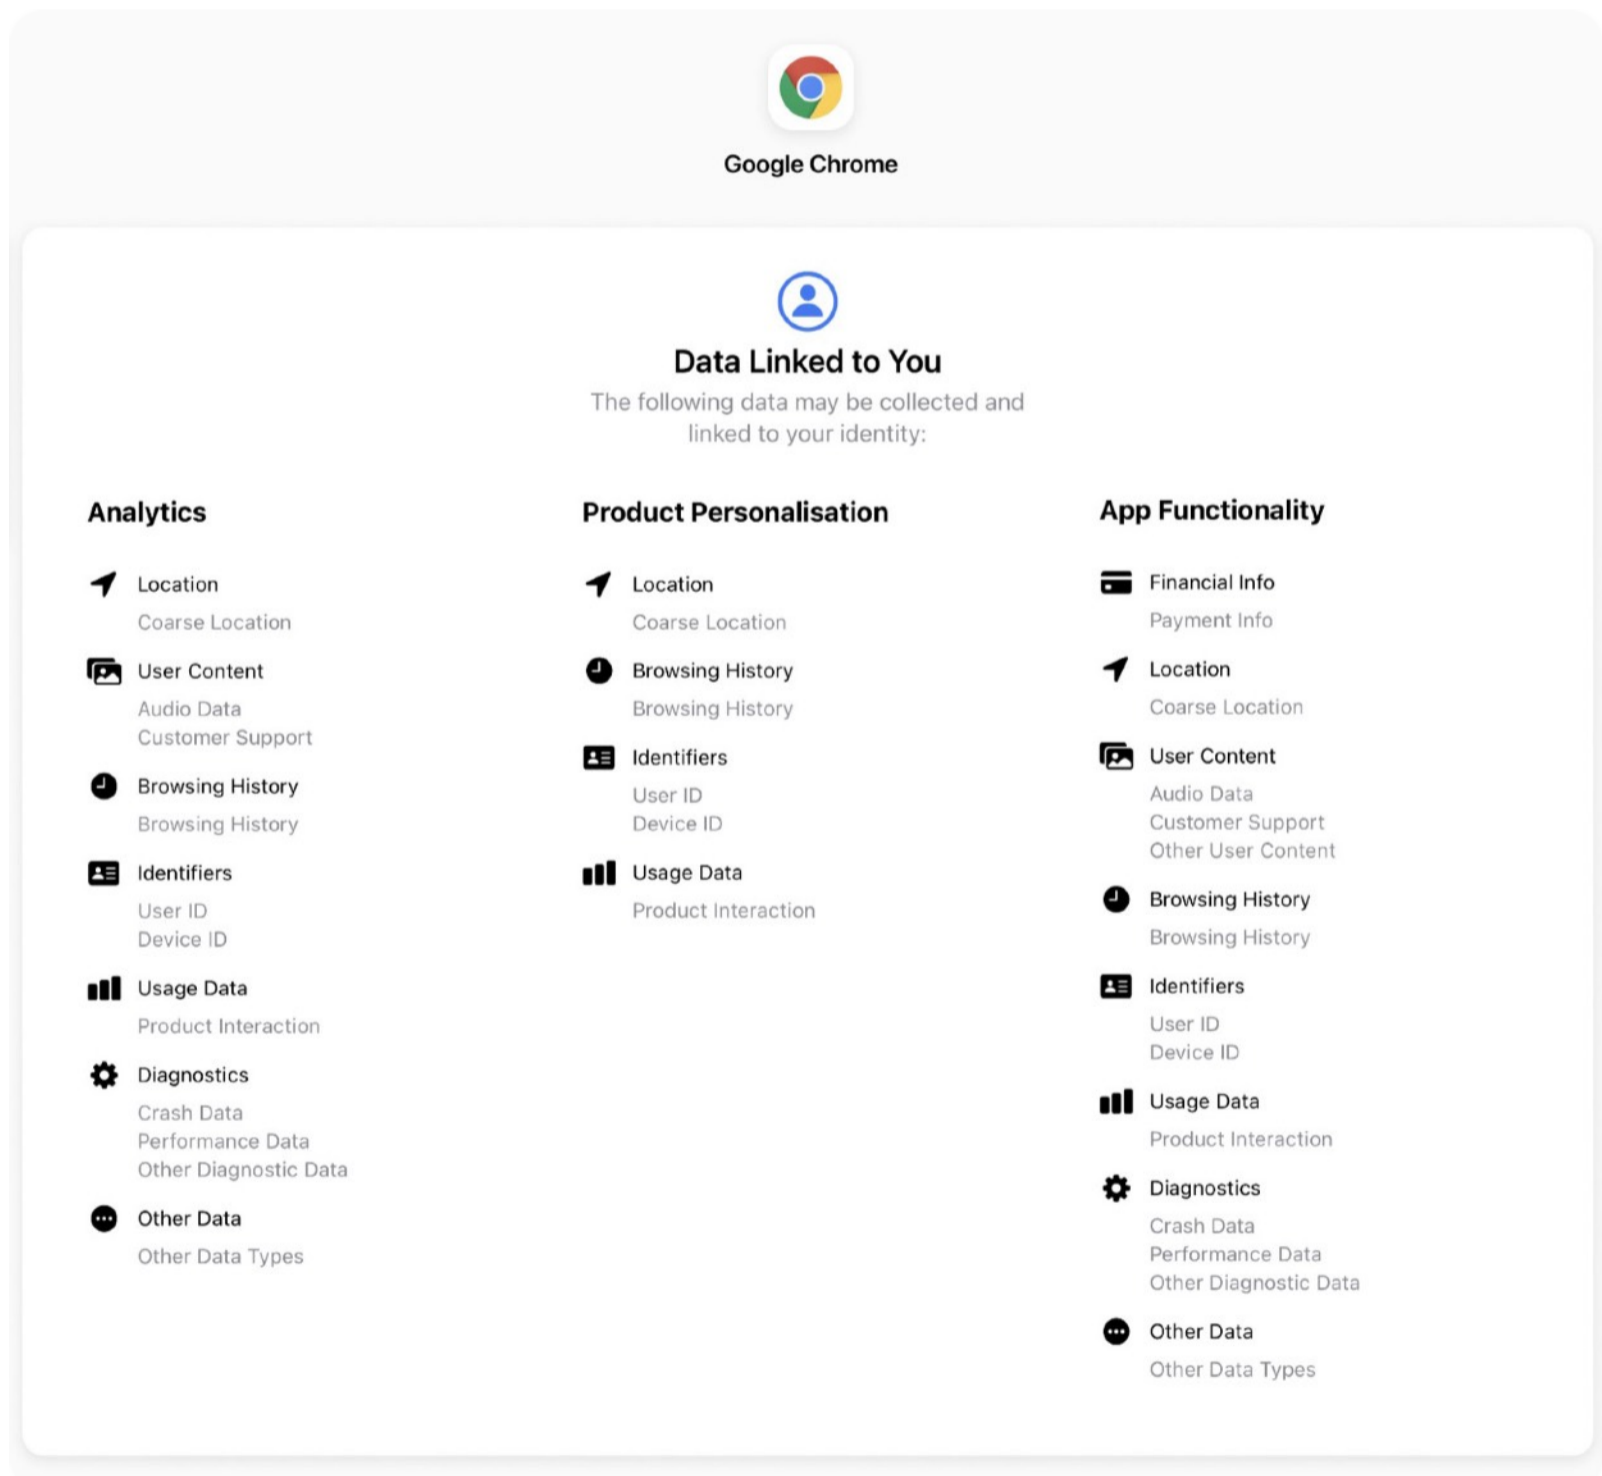 Google Chrome
Data Linked to You
The following data may be collected and
linked to your identity:
Analytics
Location
Coarse Location
User Content
Audio Data
Customer Support
Browsing History
Browsing History
Identifiers
User ID
Device ID
Usage Data
Product Interaction
Diagnostics
Crash Data
Performance Data
Other Diagnostic Data
Other Data
Other Data Types
Product Personalisation
Location
Coarse Location
Browsing History
Browsing History
Identifiers
User ID
Device ID
Usage Data
Product Interaction
App Functionality
Financial Info
Payment Info
Location
Coarse Location
User Content
Audio Data
Customer Support
Other User Content
Browsing History
Browsing History
Identifiers
User ID
Device ID
Usage Data
Product Interaction
Diagnostics
Crash Data
Performance Data
Other Diagnostic Data
Other Data
Other Data Types